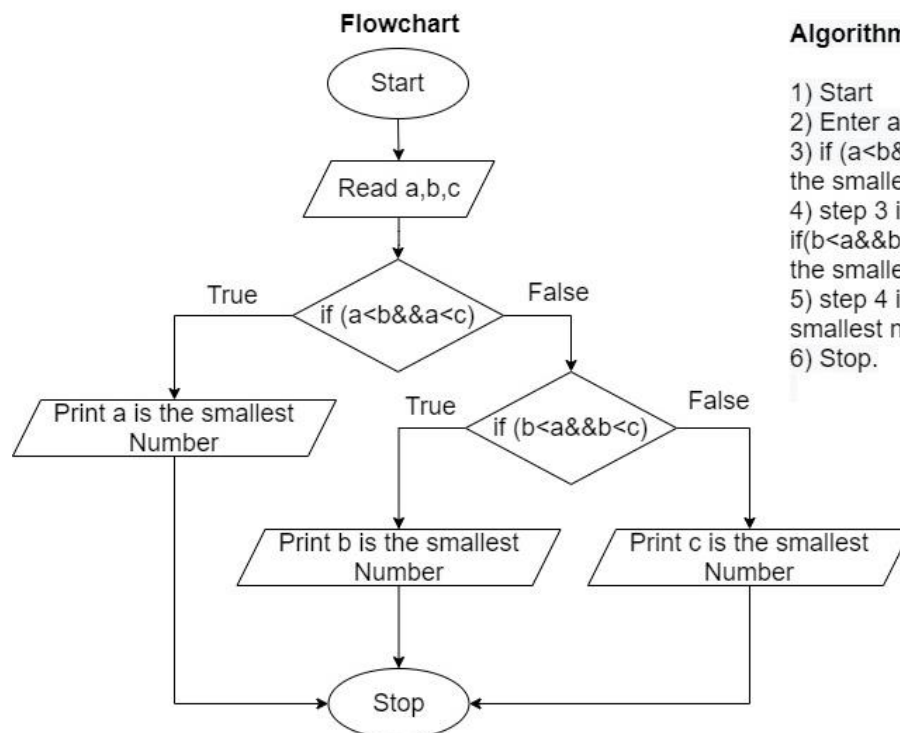 Flowchart
Start
Read a,b,c
True
False
if (a<b&&a<c)
Print a is the smallest
Number
True
False
if (b<a&&b<c)
Print b is the smallest
Number
Print c is the smallest
Number
Stop
Algorithm
1) Start
2) Enter a
3) if (a<b&
the
4) step 3
if(b<a&&b
the
5) step 4
smallest
6) Stop.